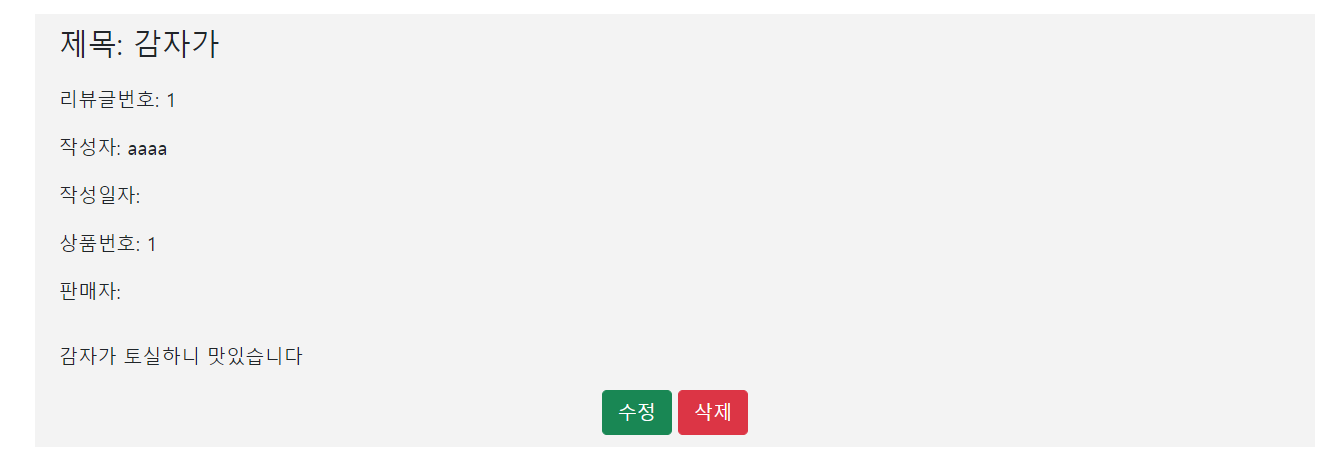 제목: 감자가
리뷰글번호: 1
작성자: aaaa
작성일자:
상품번호: 1
판매자:
감자가 토실하니 맛있습니다
수정 삭제